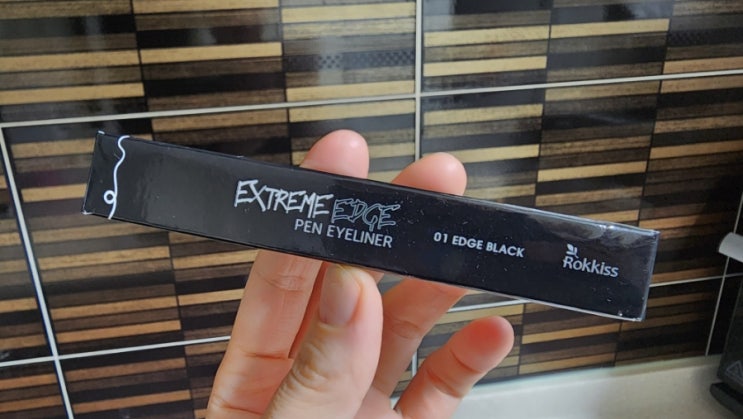 EXTREME EDGE
PEN EYELINER
01 EDGE BLACK
Rokkiss